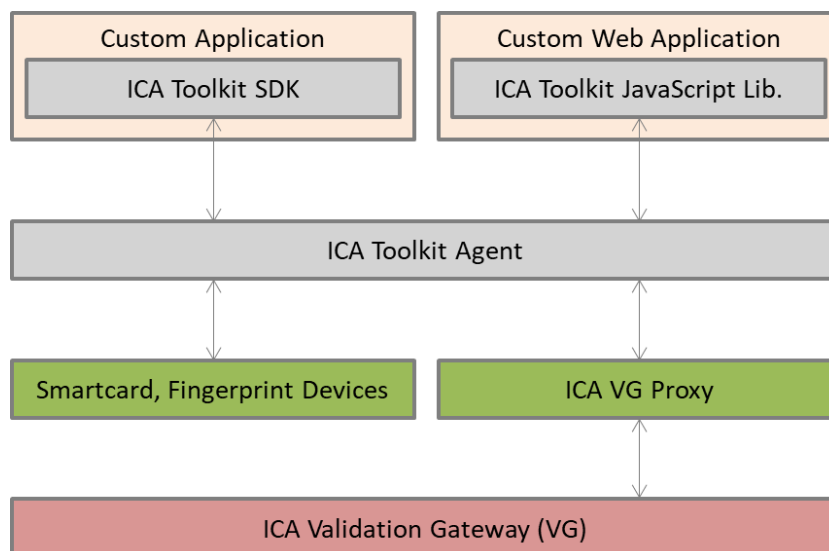 Custom Application
ICA Toolkit SDK
Custom Web Application
ICA Toolkit JavaScript Lib.
ICA Toolkit Agent
Smartcard, Fingerprint Devices
ICA VG Proxy
ICA Validation Gateway (VG)